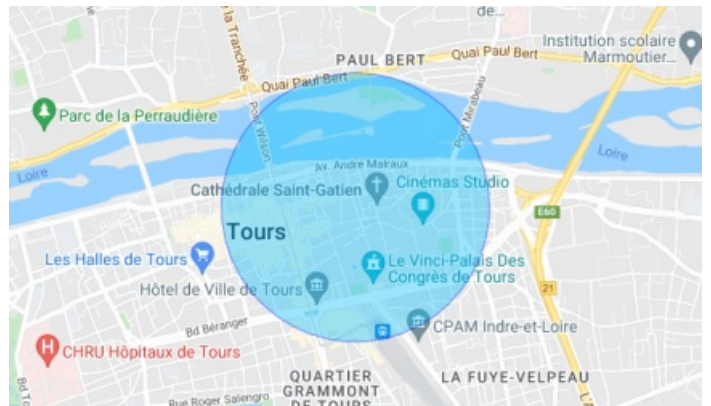 de...
Institution scolaire
Marmoutier...
PAUL BERT
Quai Paul Bert
Quai Paul Bert
la Tranchée
Parc de la Perraudière
Pont Wilson
Pont Mirabeau
Loire
Loire
Av. André Malraux
Cathédrale Saint-Gatien
Cinémas Studio
E60
Tours
Les Halles de Tours
Le Vinci-Palais Des
Congrès de Tours
Hôtel de Ville de Tours
21
Bd Béranger
CPAM Indre-et-Loire
H
CHRU Hôpitaux de Tours
QUARTIER
GRAMMONT
DE TOURS
LA FUYE-VELPEAU
Rue Roger Salengro